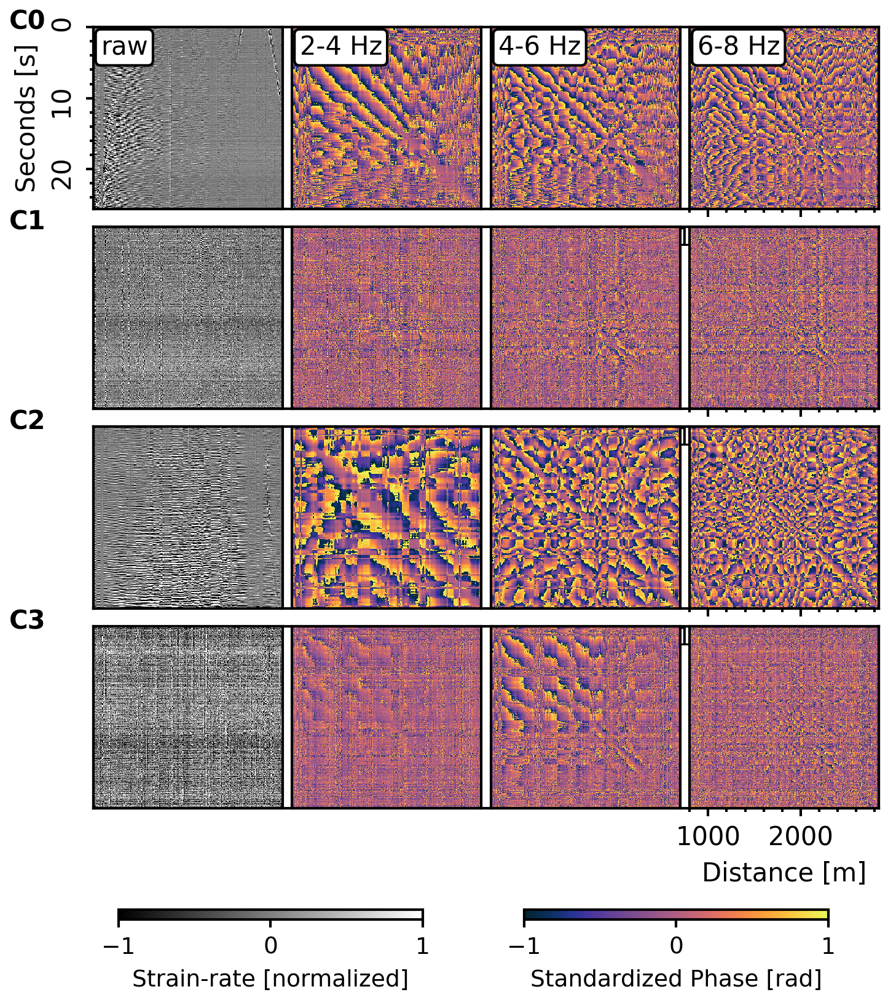 C0
0
10
20
Seconds [s]
raw
2-4 Hz
4-6 Hz
6-8 Hz
C1
C2
C3
1000 2000
Distance [m]
−1 0 1
Strain-rate [normalized]
−1 0 1
Standardized Phase [rad]